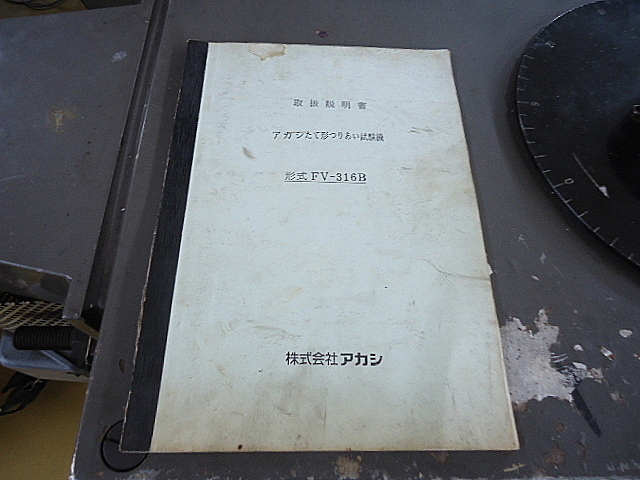 取扱説明書
アカシたて形つりあい試験機
形式 FV-316B
株式会社アカシ
0